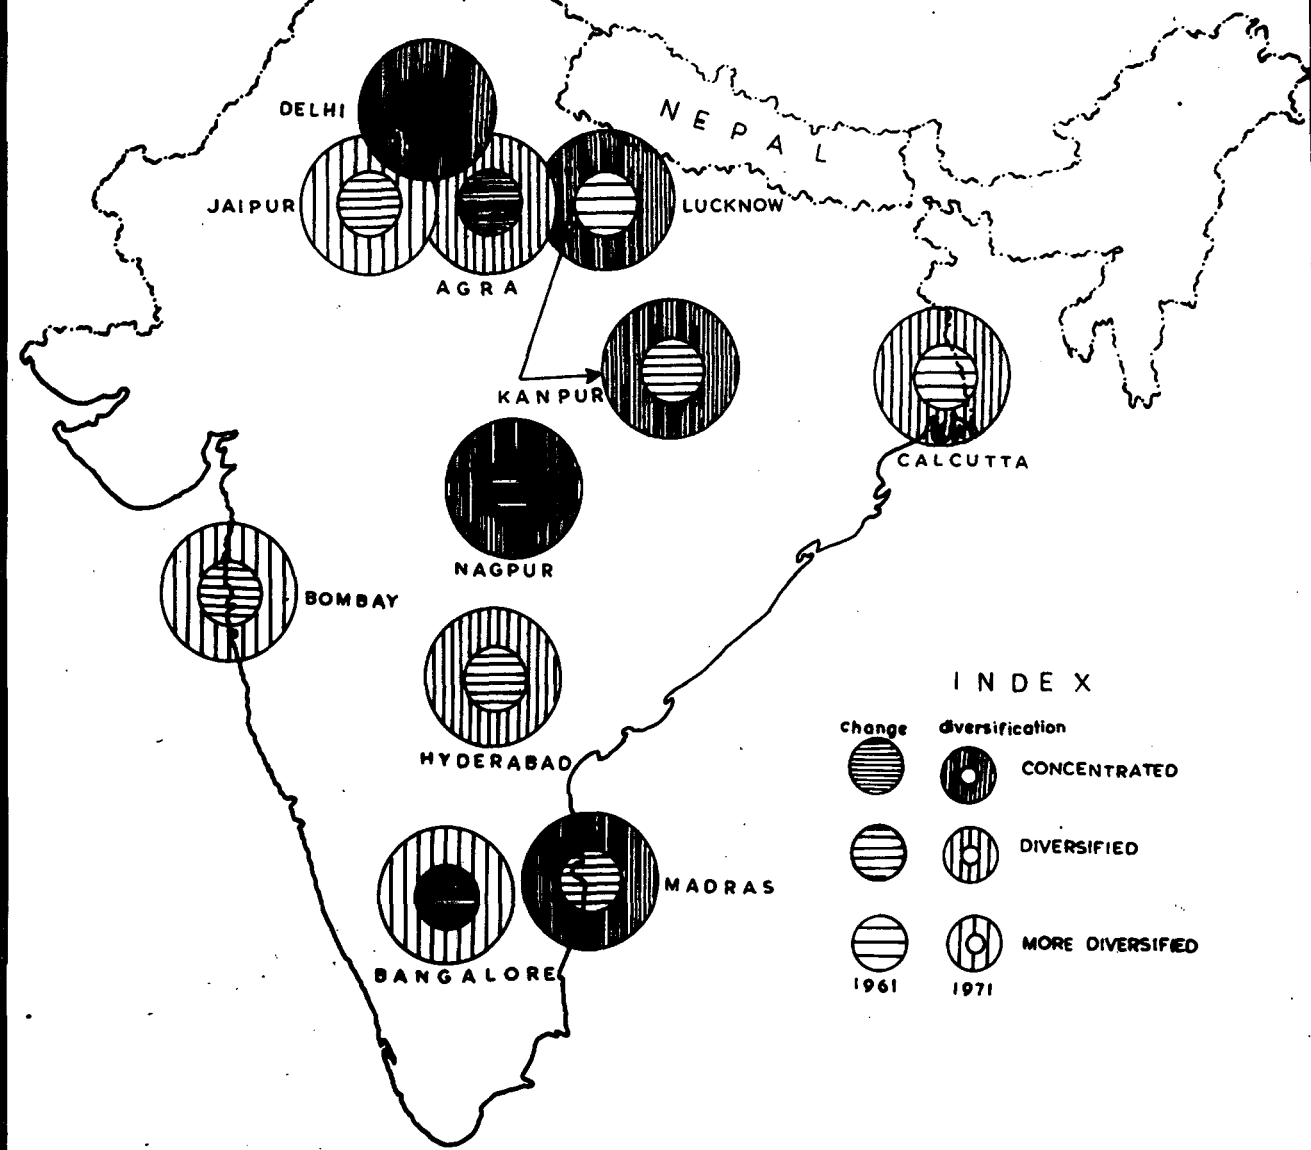 DELHI
NEPAL
JAIPUR
LUCKNOW
AGRA
KANPUR
CALCUTTA
NAGPUR
BOMBAY
HYDERABAD
MADRAS
BANGALORE
INDEX
change diversification
CONCENTRATED
DIVERSIFIED
MORE DIVERSIFIED
1961 1971